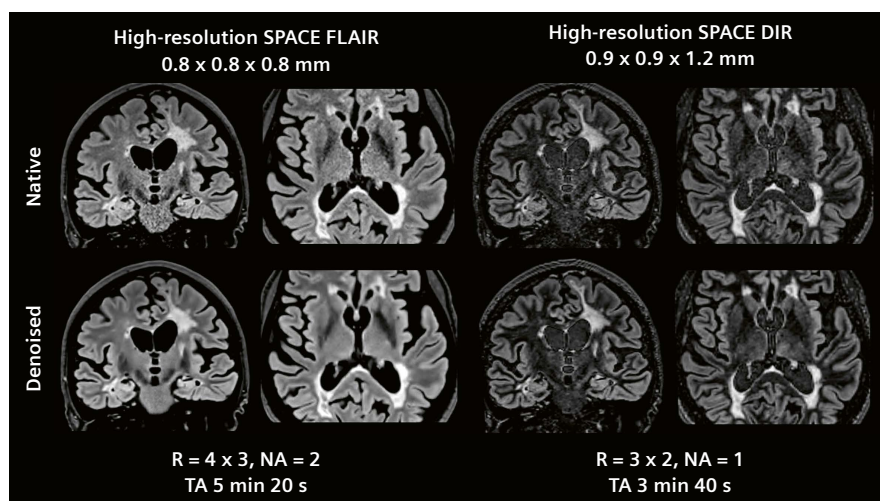 High-resolution SPACE FLAIR
0.8 x 0.8 x 0.8 mm
High-resolution SPACE DIR
0.9 x 0.9 x 1.2 mm
Native
Denoised
R = 4 x 3, NA = 2
TA 5 min 20 s
R = 3 x 2, NA = 1
TA 3 min 40 s